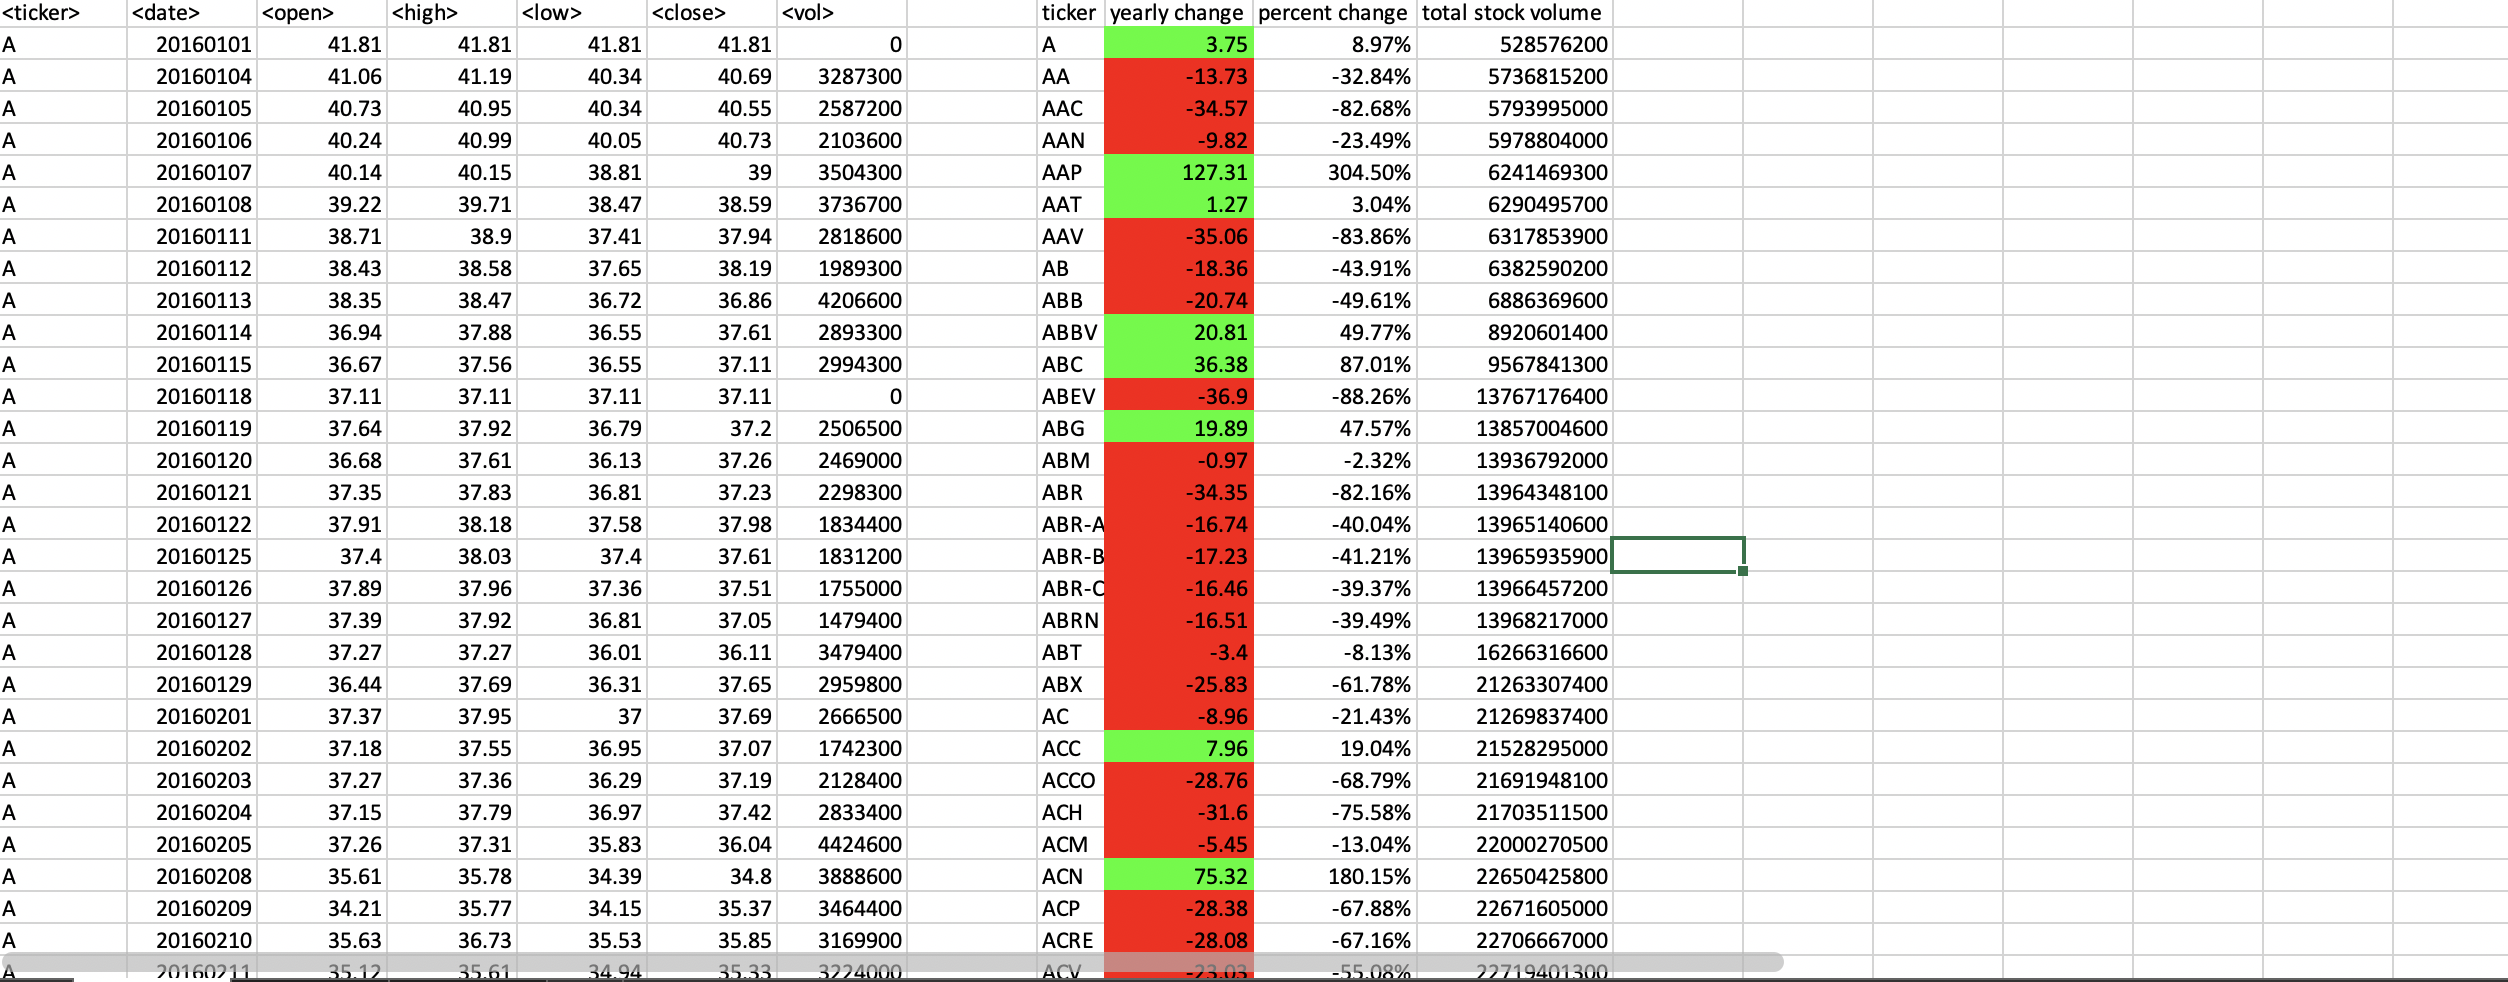 <ticker> <date> <open> <high> <low> <close> <vol> ticker yearly change percent change total stock volume
A 20160101 41.81 41.81 41.81 41.81 0 A 3.75 8.97% 528576200
A 20160104 41.06 41.19 40.34 40.69 3287300 AA -13.73 -32.84% 5736815200
A 20160105 40.73 40.95 40.34 40.55 2587200 AAC -34.57 -82.68% 5793995000
A 20160106 40.24 40.99 40.05 40.73 2103600 AAN -9.82 -23.49% 5978804000
A 20160107 40.14 40.15 38.81 39 3504300 AAP 127.31 304.50% 6241469300
A 20160108 39.22 39.71 38.47 38.59 3736700 AAT 1.27 3.04% 6290495700
A 20160111 38.71 38.9 37.41 37.94 2818600 AAV -35.06 -83.86% 6317853900
A 20160112 38.43 38.58 37.65 38.19 1989300 AB -18.36 -43.91% 6382590200
A 20160113 38.35 38.47 36.72 36.86 4206600 ABB -20.74 -49.61% 6886369600
A 20160114 36.94 37.88 36.55 37.61 2893300 ABBV 20.81 49.77% 8920601400
A 20160115 36.67 37.56 36.55 37.11 2994300 ABC 36.38 87.01% 9567841300
A 20160118 37.11 37.11 37.11 37.11 0 ABEV -36.9 -88.26% 13767176400
A 20160119 37.64 37.92 36.79 37.2 2506500 ABG 19.89 47.57% 13857004600
A 20160120 36.68 37.61 36.13 37.26 2469000 ABM -0.97 -2.32% 13936792000
A 20160121 37.35 37.83 36.81 37.23 2298300 ABR -34.35 -82.16% 13964348100
A 20160122 37.91 38.18 37.58 37.98 1834400 ABR-A -16.74 -40.04% 13965140600
A 20160125 37.4 38.03 37.4 37.61 1831200 ABR-B -17.23 -41.21% 13965935900
A 20160126 37.89 37.96 37.36 37.51 1755000 ABR-C -16.46 -39.37% 13966457200
A 20160127 37.39 37.92 36.81 37.05 1479400 ABRN -16.51 -39.49% 13968217000
A 20160128 37.27 37.27 36.01 36.11 3479400 ABT -3.4 -8.13% 16266316600
A 20160129 36.44 37.69 36.31 37.65 2959800 ABX -25.83 -61.78% 21263307400
A 20160201 37.37 37.95 37 37.69 2666500 AC -8.96 -21.43% 21269837400
A 20160202 37.18 37.55 36.95 37.07 1742300 ACC 7.96 19.04% 21528295000
A 20160203 37.27 37.36 36.29 37.19 2128400 ACCO -28.76 -68.79% 21691948100
A 20160204 37.15 37.79 36.97 37.42 2833400 ACH -31.6 -75.58% 21703511500
A 20160205 37.26 37.31 35.83 36.04 4424600 ACM -5.45 -13.04% 22000270500
A 20160208 35.61 35.78 34.39 34.8 3888600 ACN 75.32 180.15% 22650425800
A 20160209 34.21 35.77 34.15 35.37 3464400 ACP -28.38 -67.88% 22671605000
A 20160210 35.63 36.73 35.53 35.85 3169900 ACRE -28.08 -67.16% 22706667000
A 20160211 35.12 35.61 34.94 35.33 3224000 ACV -23.03 -55.08% 22719401300